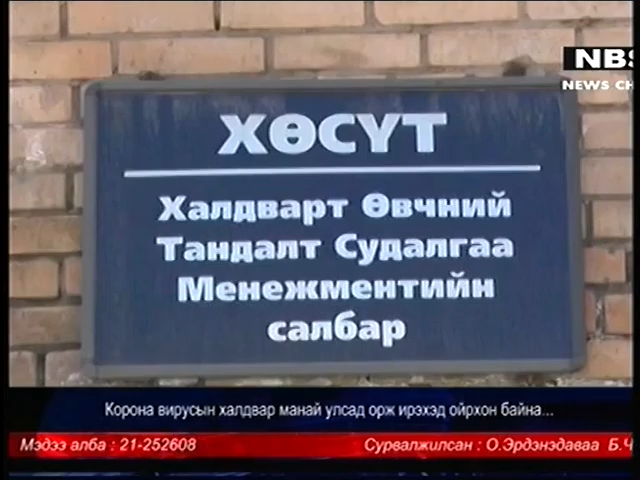 NBS
NEWS CH
ХӨСҮТ
Халдварт Өвчний
Тандалт Судалгаа
Менежментийн
салбар
Корона вирусын халдвар манай улсад орж ирэхэд ойрхон байна...
Мэдээ алба : 21-252608
Сурвалжилсан : О.Эрдэнэдаваа Б.Ч